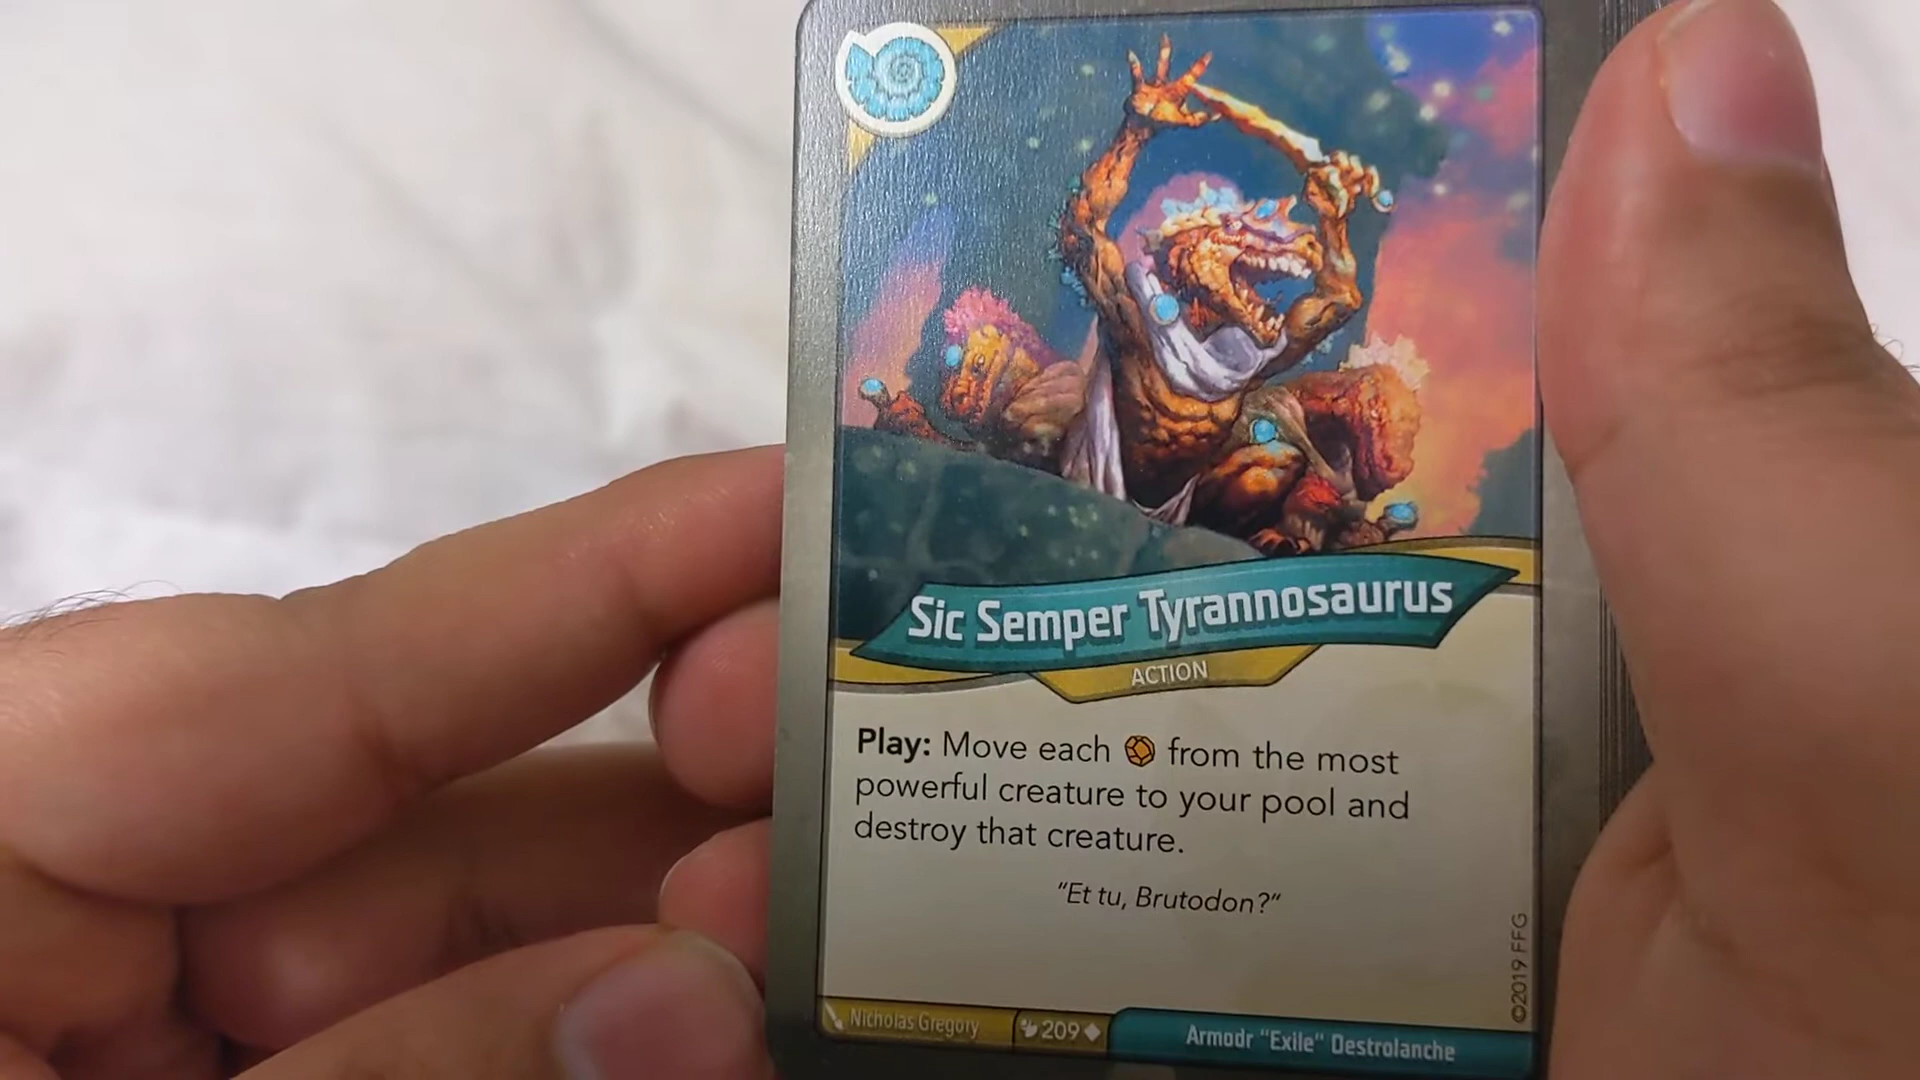 Sic Semper Tyrannosaurus
ACTION
Play: Move each from the most
powerful creature to your pool and
destroy that creature.
"Et tu, Brutodon?"
©2019 FFG
Nicholas Gregory
209
Armodr "Exile" Destrolanche